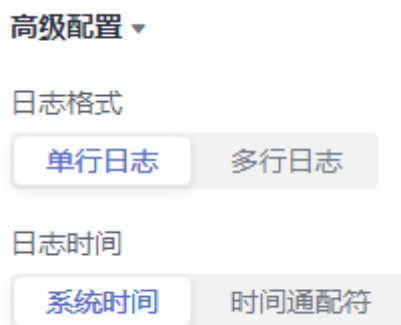 高级配置
日志格式
单行日志 多行日志
日志时间
系统时间 时间通配符